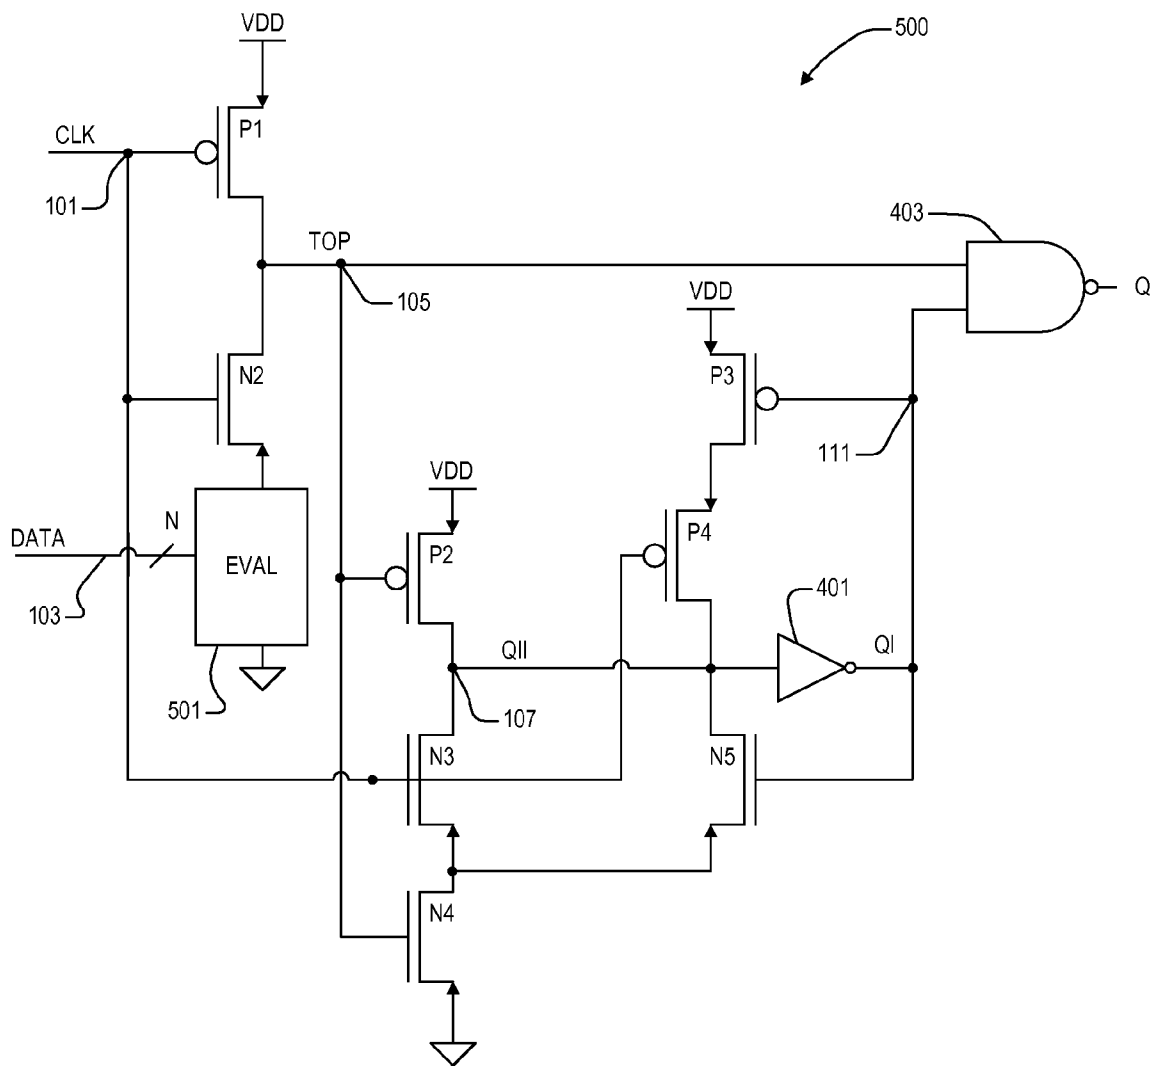 VDD
500
P1
CLK
101
403
TOP
105
VDD
Q
N2
P3
111
VDD
N
DATA
EVAL
P2
P4
103
401
QII
QI
501
107
N3
N5
N4